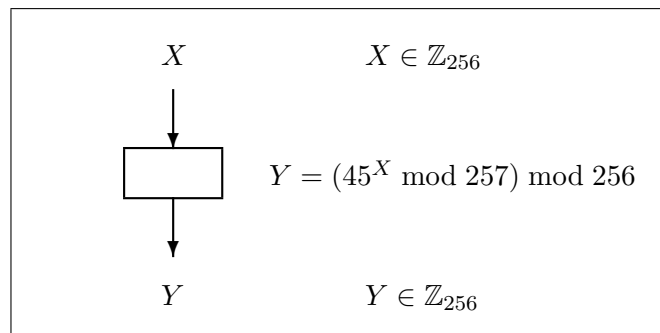 X X ∈ ℤ₂₅₆
Y = (45^X mod 257) mod 256
Y Y ∈ ℤ₂₅₆